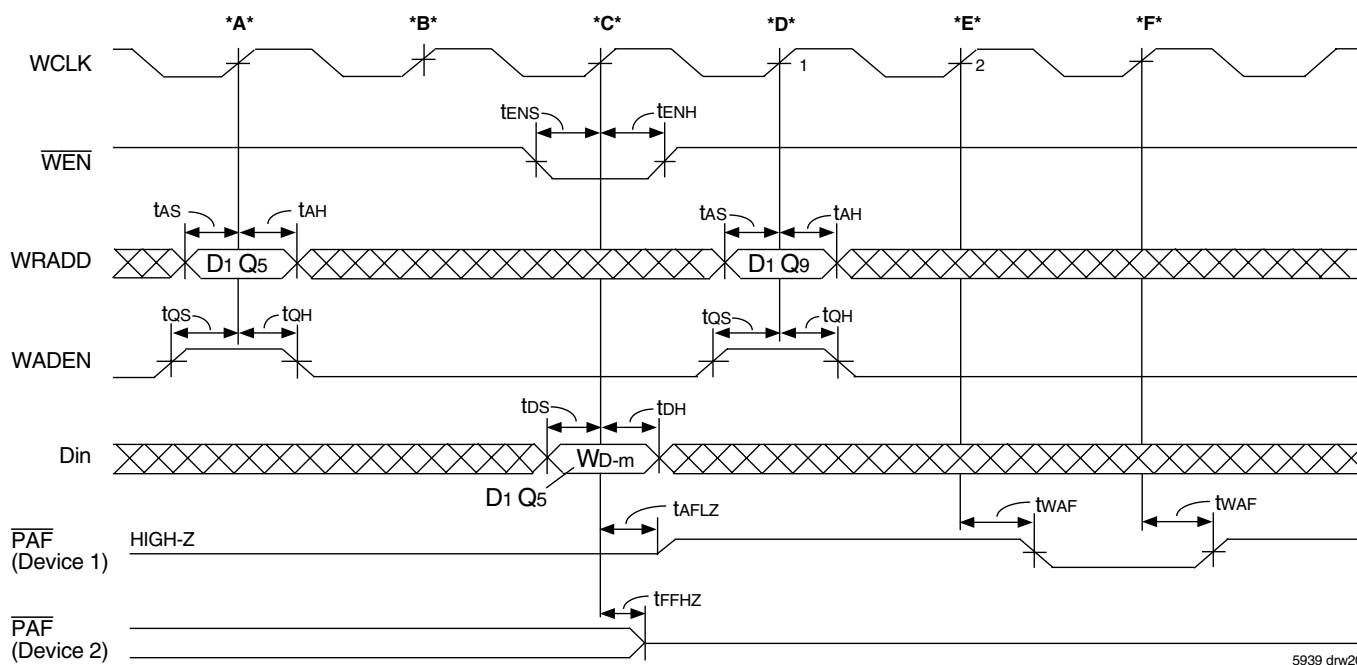 *A* *B* *C* *D* *E* *F*
WCLK 1 2
tENS tENH
WEN
tAS tAH tAS tAH
WRADD D1 Q5 D1 Q9
tQS tQH tQS tQH
WADEN
tDS tDH
Din WD-m
D1 Q5
tAFLZ tWAF tWAF
PAF HIGH-Z
(Device 1)
tFFHZ
PAF
(Device 2)